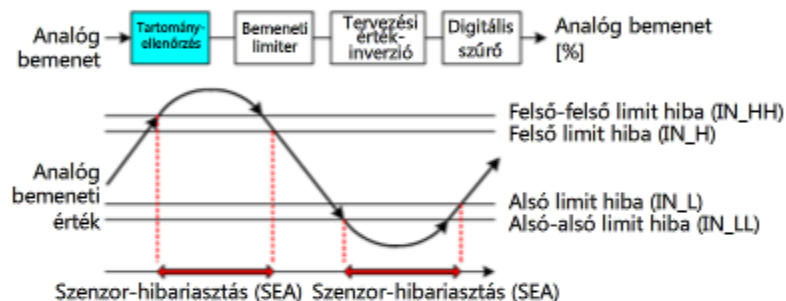 Analóg
bemenet
Tartomány-
ellenőrzés
Bemeneti
limiter
Tervezési
érték-
inverzió
Digitális
szűrő
Analóg bemenet
[%]
Felső-felső limit hiba (IN_HH)
Felső limit hiba (IN_H)
Analóg
bemeneti
érték
Alsó limit hiba (IN_L)
Alsó-alsó limit hiba (IN_LL)
Szenzor-hibariasztás (SEA) Szenzor-hibariasztás (SEA)